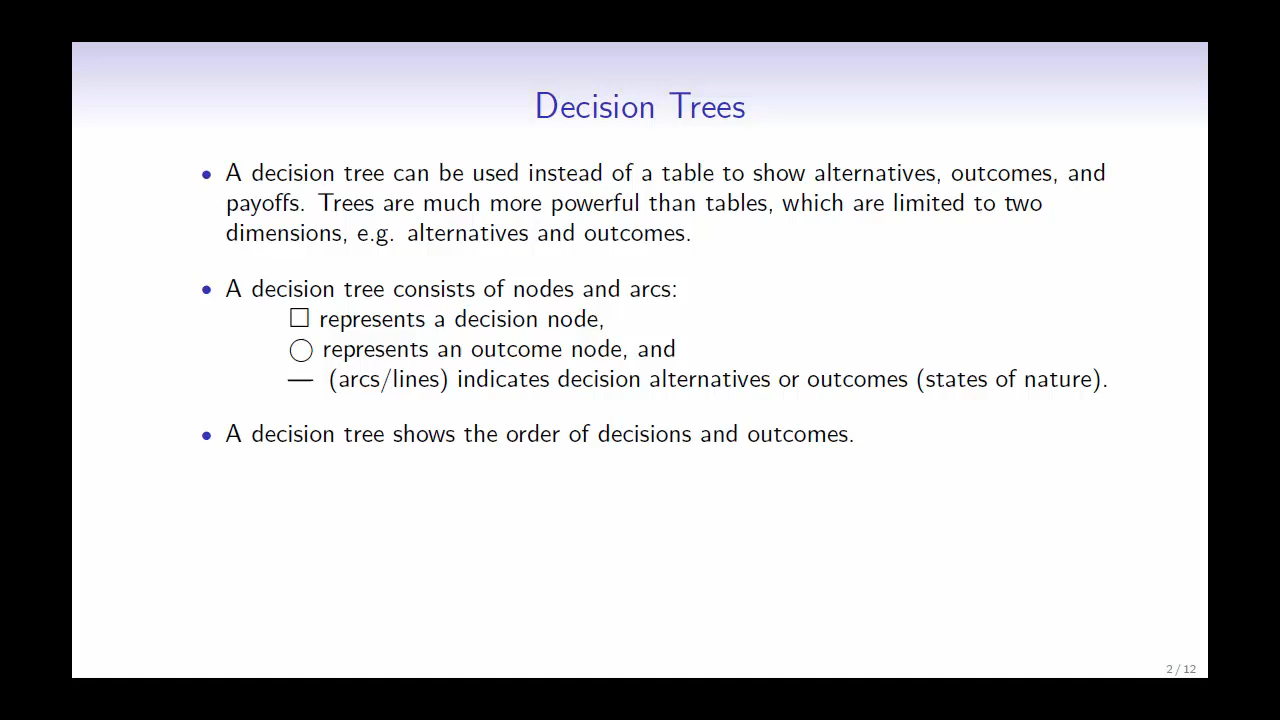 Decision Trees
• A decision tree can be used instead of a table to show alternatives, outcomes, and
payoffs. Trees are much more powerful than tables, which are limited to two
dimensions, e.g. alternatives and outcomes.
• A decision tree consists of nodes and arcs:
□ represents a decision node,
○ represents an outcome node, and
— (arcs/lines) indicates decision alternatives or outcomes (states of nature).
• A decision tree shows the order of decisions and outcomes.
2 / 12